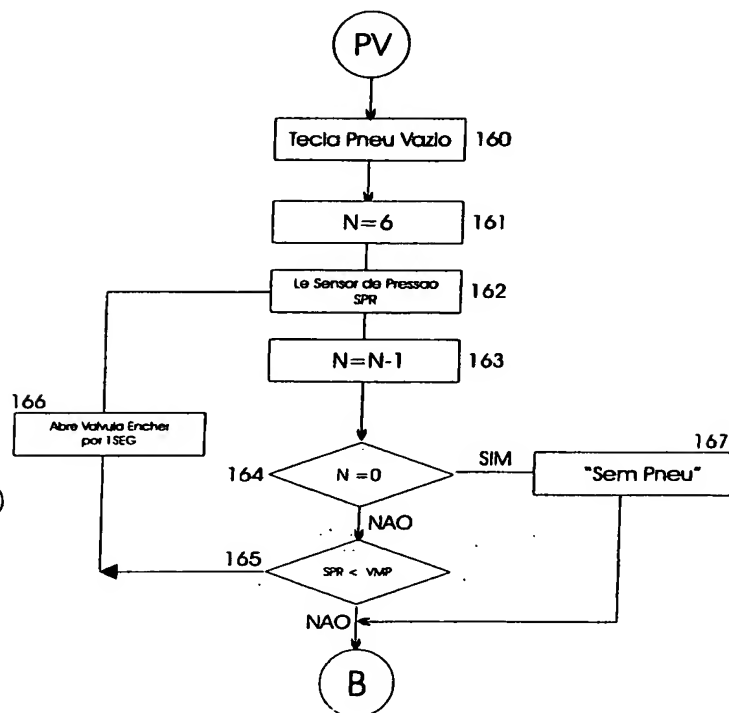 PV
Tecla Pneu Vazio 160
N=6 161
Le Sensor de Pressao
SPR
162
N=N-1 163
166
Abre Valvula Encher
por 1SEG
164 N =0 SIM
167
"Sem Pneu"
NAO
165
SPR < VMP
NAO
B
)